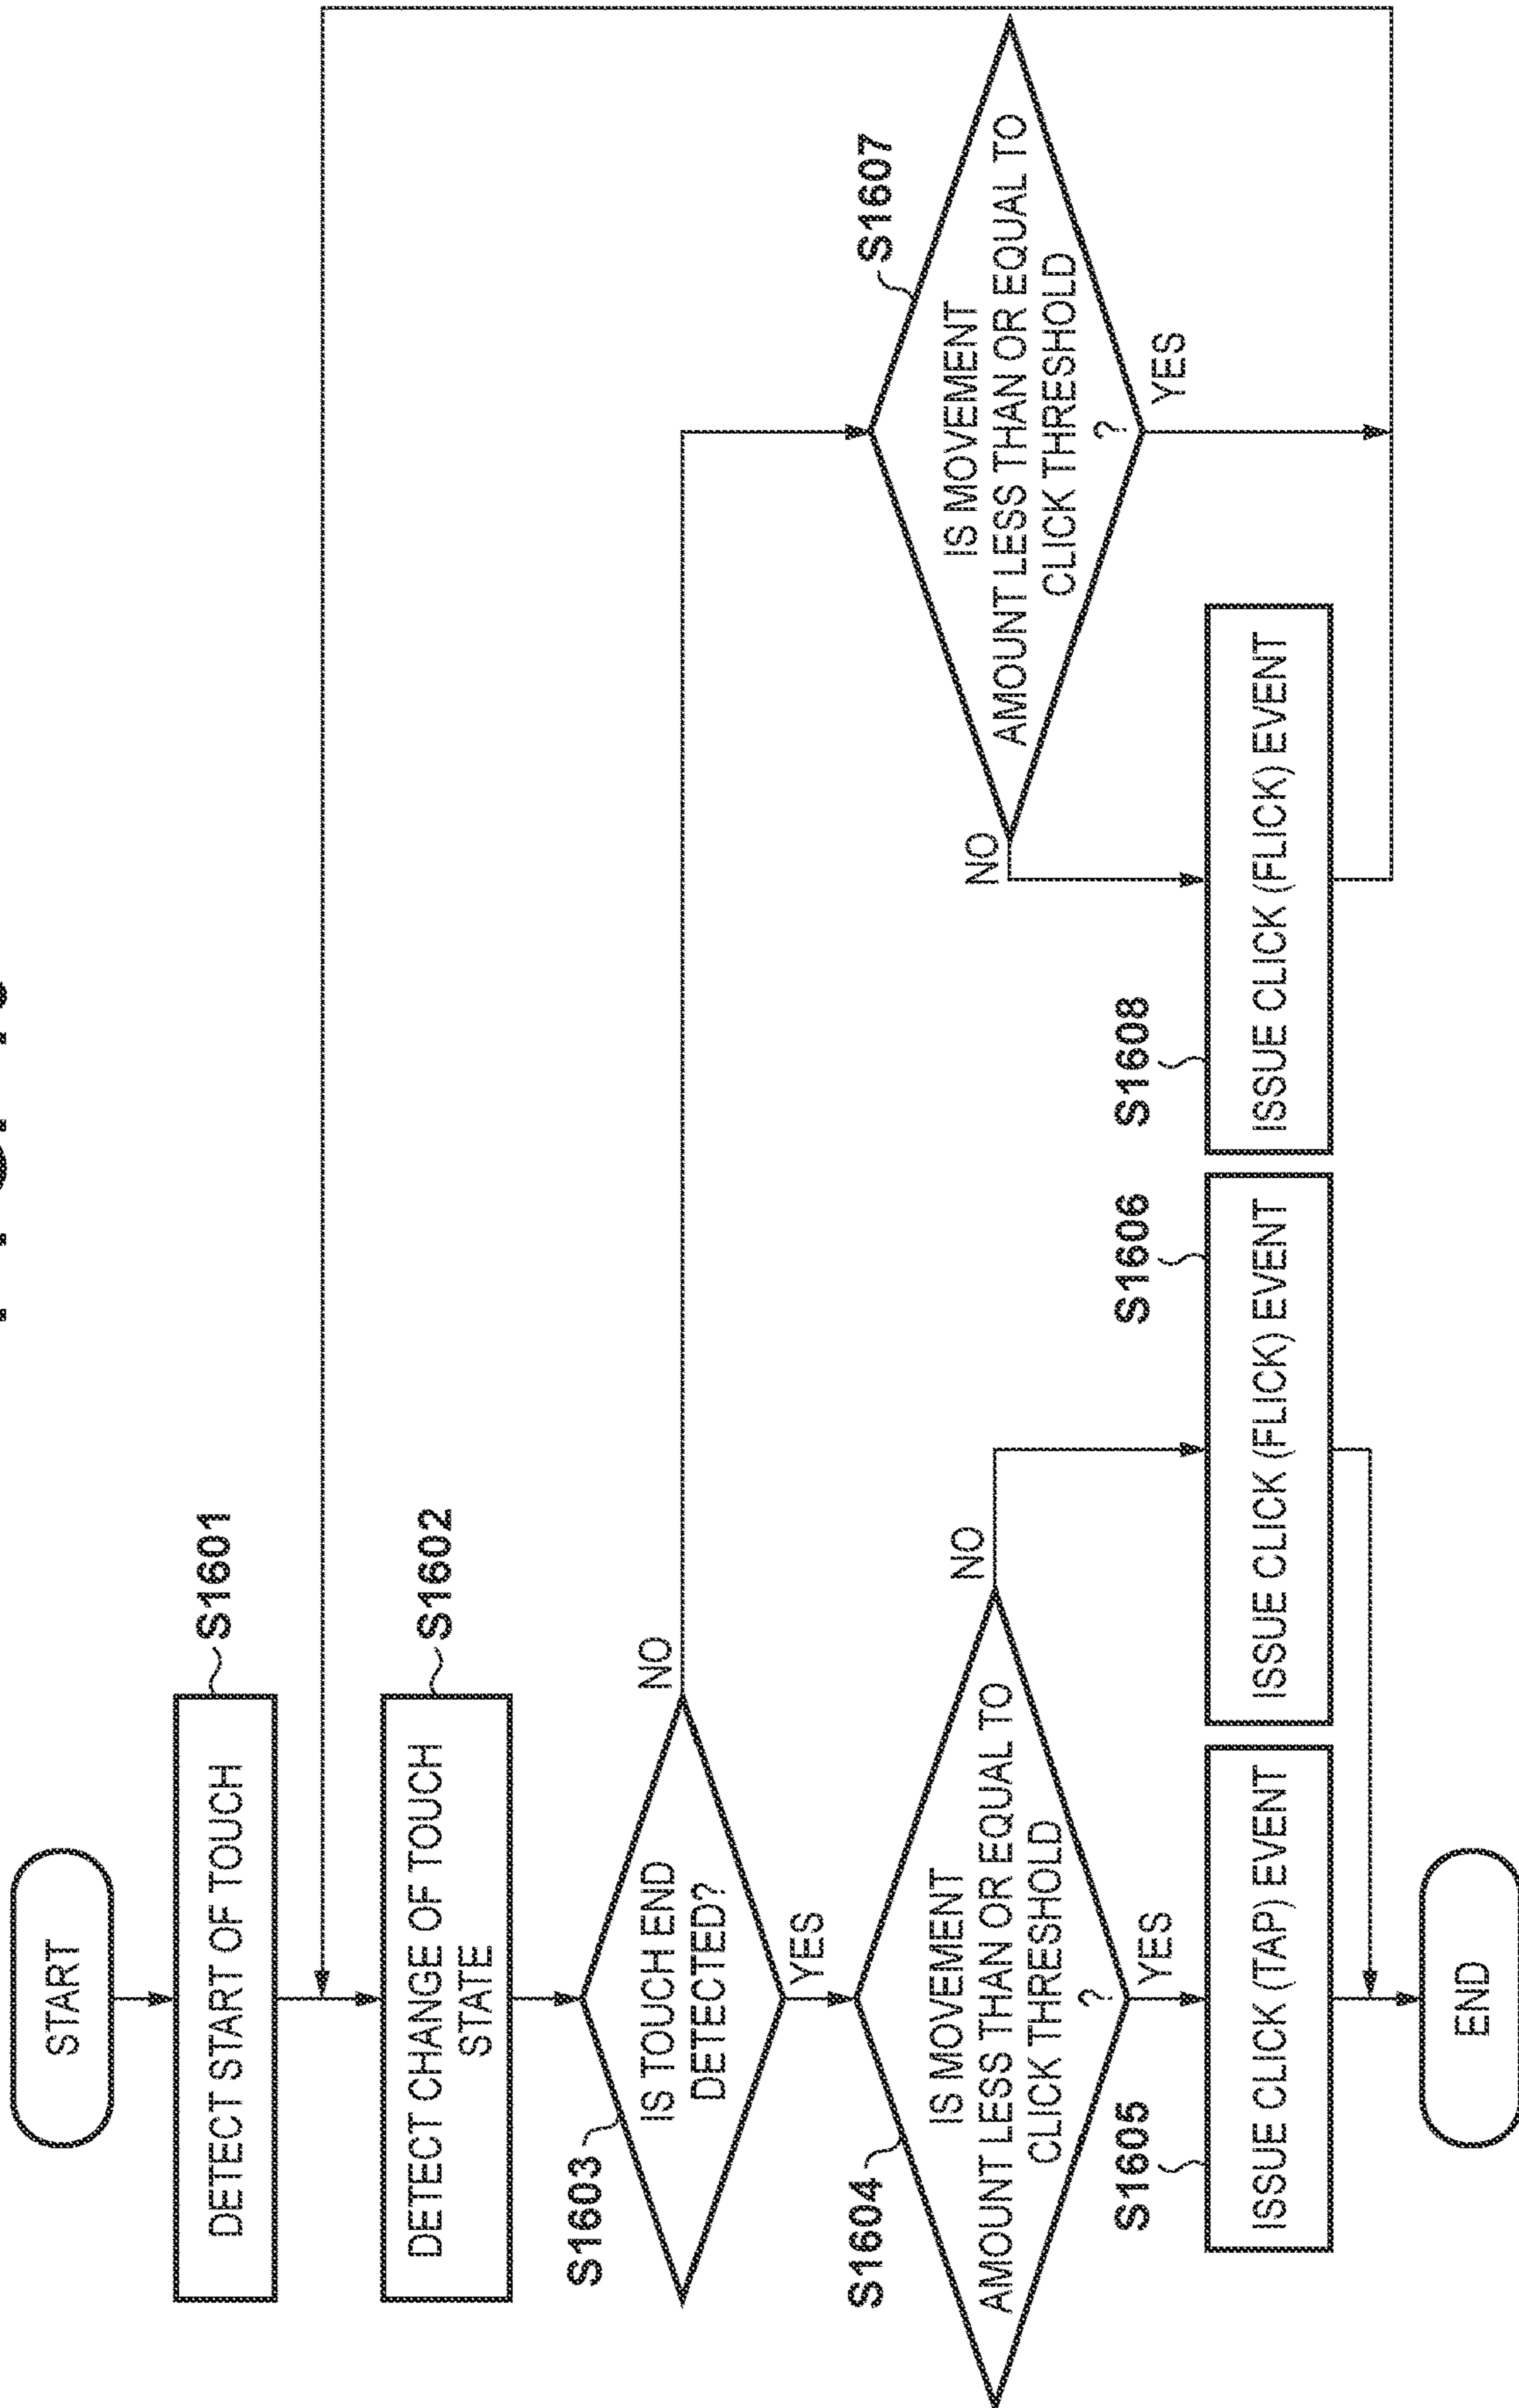 START
DETECT START OF TOUCH
S1601
DETECT CHANGE OF TOUCH
STATE
S1602
S1603
IS TOUCH END
DETECTED?
NO
YES
S1604
IS MOVEMENT
AMOUNT LESS THAN OR EQUAL TO
CLICK THRESHOLD
?
NO
YES
S1605
ISSUE CLICK (TAP) EVENT
S1606
ISSUE CLICK (FLICK) EVENT
S1607
IS MOVEMENT
AMOUNT LESS THAN OR EQUAL TO
CLICK THRESHOLD
?
NO
YES
S1608
ISSUE CLICK (FLICK) EVENT
END